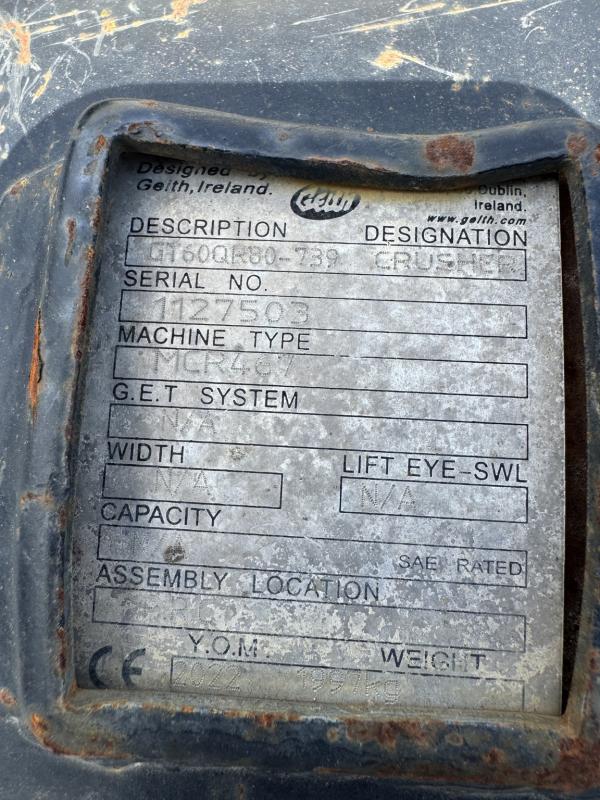 Designed by
Geith, Ireland.
Geith
Dublin,
Ireland.
www.geith.com
DESCRIPTION DESIGNATION
GT60QR80-739 CRUSHER
SERIAL NO.
1127503
MACHINE TYPE
G.E.T SYSTEM
N/A
WIDTH LIFT EYE-SWL
N/A N/A
CAPACITY
SAE RATED
ASSEMBLY LOCATION
Y.O.M. WEIGHT
CE 2022 1997kg